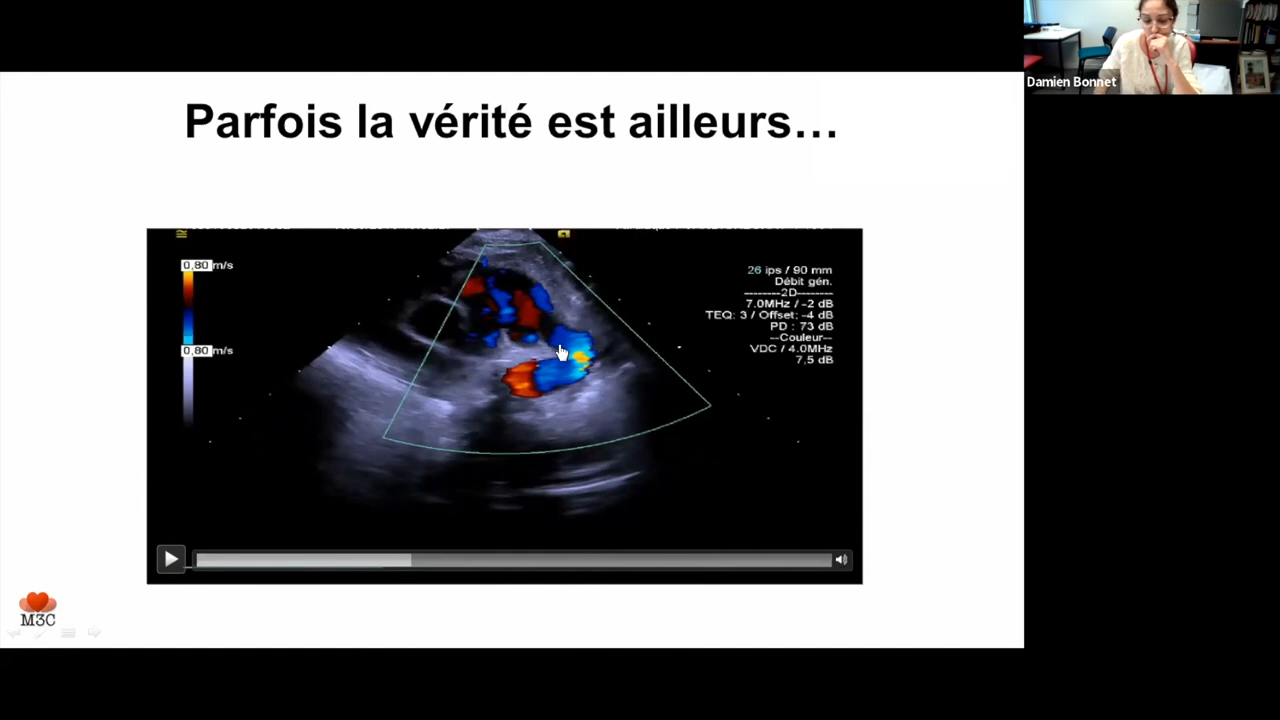 Damien Bonnet
Parfois la vérité est ailleurs…
0,80 m/s
0,80 m/s
26 ips / 90 mm
Débit gén.
--------2D--------
7.0MHz / -2 dB
TEQ: 3 / Offset: -4 dB
PD : 73 dB
--Couleur--
VDC / 4.0MHz
7,5 dB
M3C